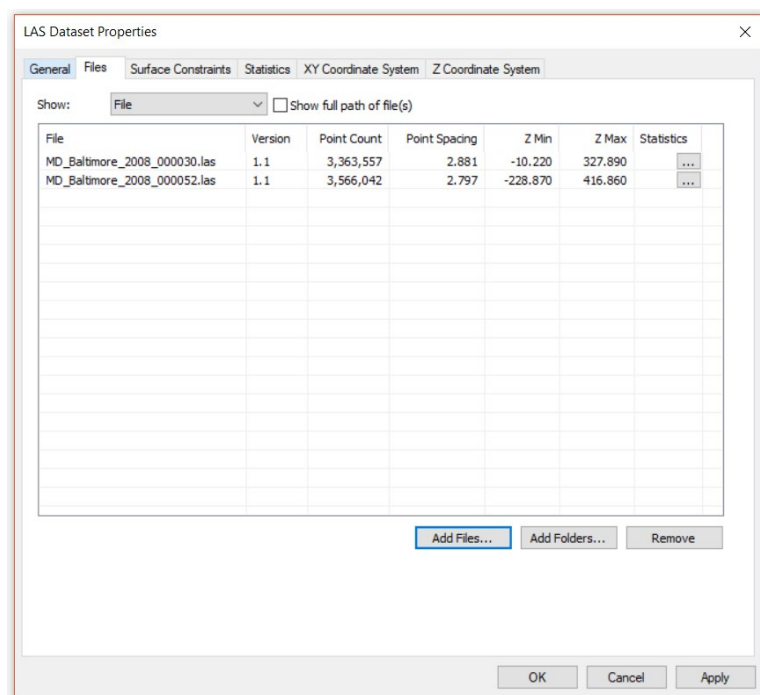 LAS Dataset Properties
General Files Surface Constraints Statistics XY Coordinate System Z Coordinate System
Show: File Show full path of file(s)
File Version Point Count Point Spacing Z Min Z Max Statistics
MD_Baltimore_2008_000030.las 1.1 3,363,557 2.881 -10.220 327.890 ...
MD_Baltimore_2008_000052.las 1.1 3,566,042 2.797 -228.870 416.860 ...
Add Files... Add Folders... Remove
OK Cancel Apply